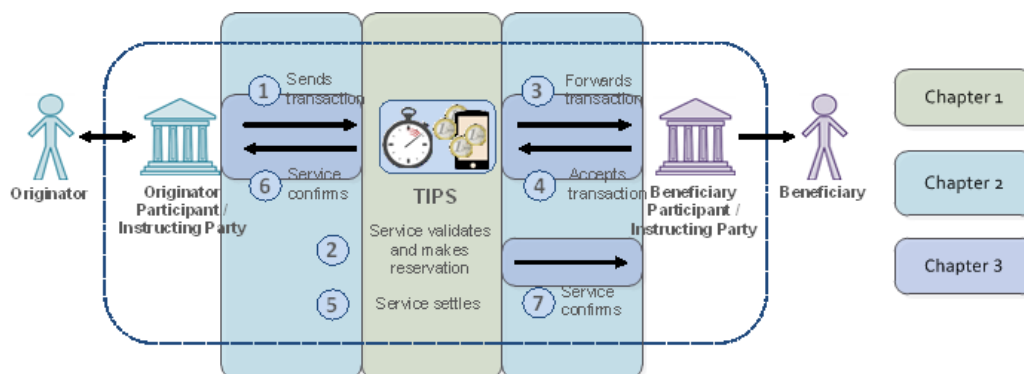 1 Sends
transaction
3 Forwards
transaction
Chapter 1
Originator
Originator
Participant /
Instructing Party
6 Service
confirms
TIPS
4 Accepts
transaction
Beneficiary
Participant /
Instructing Party
Beneficiary
Chapter 2
2 Service validates
and makes
reservation
Chapter 3
5 Service settles
7 Service
confirms